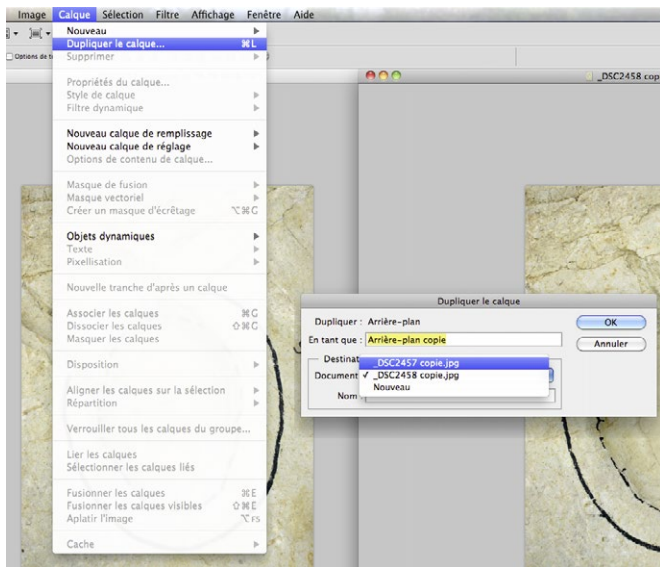 Image Calque Sélection Filtre Affichage Fenêtre Aide
Nouveau
Dupliquer le calque... ⌘L
Supprimer
Options de
Propriétés du calque...
Style de calque
Filtre dynamique
Nouveau calque de remplissage
Nouveau calque de réglage
Options de contenu de calque...
Masque de fusion
Masque vectoriel
Créer un masque d'écrêtage ⌥⌘G
Objets dynamiques
Texte
Pixellisation
Nouvelle tranche d'après un calque
Associer les calques ⌘G
Dissocier les calques ⇧⌘G
Masquer les calques
Disposition
Aligner les calques sur la sélection
Répartition
Verrouiller tous les calques du groupe...
Lier les calques
Sélectionner les calques liés
Fusionner les calques ⌘E
Fusionner les calques visibles ⇧⌘E
Aplatir l'image ⌥FS
Cache
_DSC2458 cop
Dupliquer le calque
Dupliquer : Arrière-plan
OK
En tant que : Arrière-plan copie
Annuler
Destinat
_DSC2457 copie.jpg
Document ✓ _DSC2458 copie.jpg
Nouveau
Nom